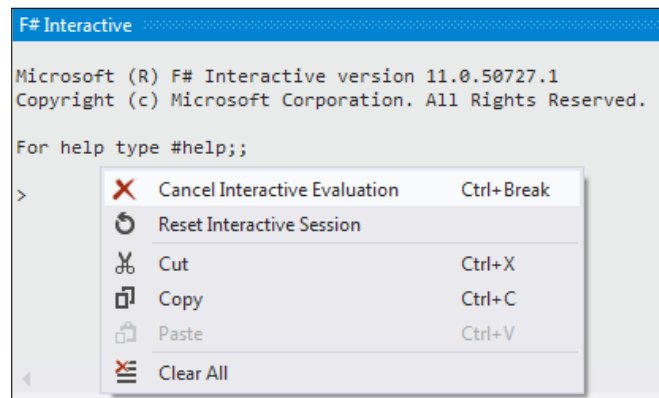 F# Interactive
Microsoft (R) F# Interactive version 11.0.50727.1
Copyright (c) Microsoft Corporation. All Rights Reserved.
For help type #help;;
>
Cancel Interactive Evaluation Ctrl+Break
Reset Interactive Session
Cut Ctrl+X
Copy Ctrl+C
Paste Ctrl+V
Clear All